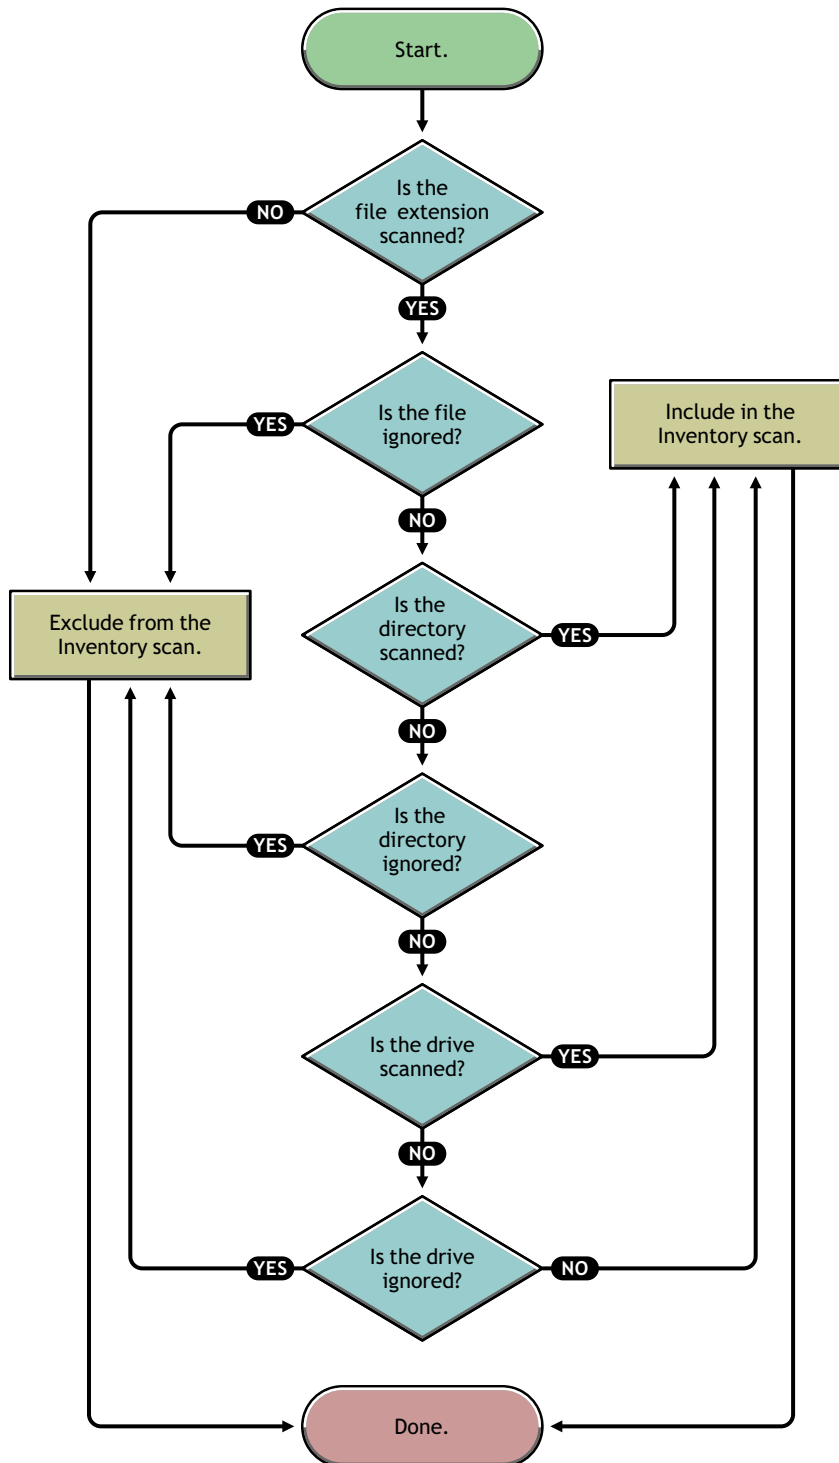 Start.
Is the
file extension
scanned?
NO
YES
Is the file
ignored?
YES
NO
Include in the
Inventory scan.
Exclude from the
Inventory scan.
Is the
directory
scanned?
YES
NO
Is the
directory
ignored?
YES
NO
Is the drive
scanned?
YES
NO
Is the drive
ignored?
YES
NO
Done.